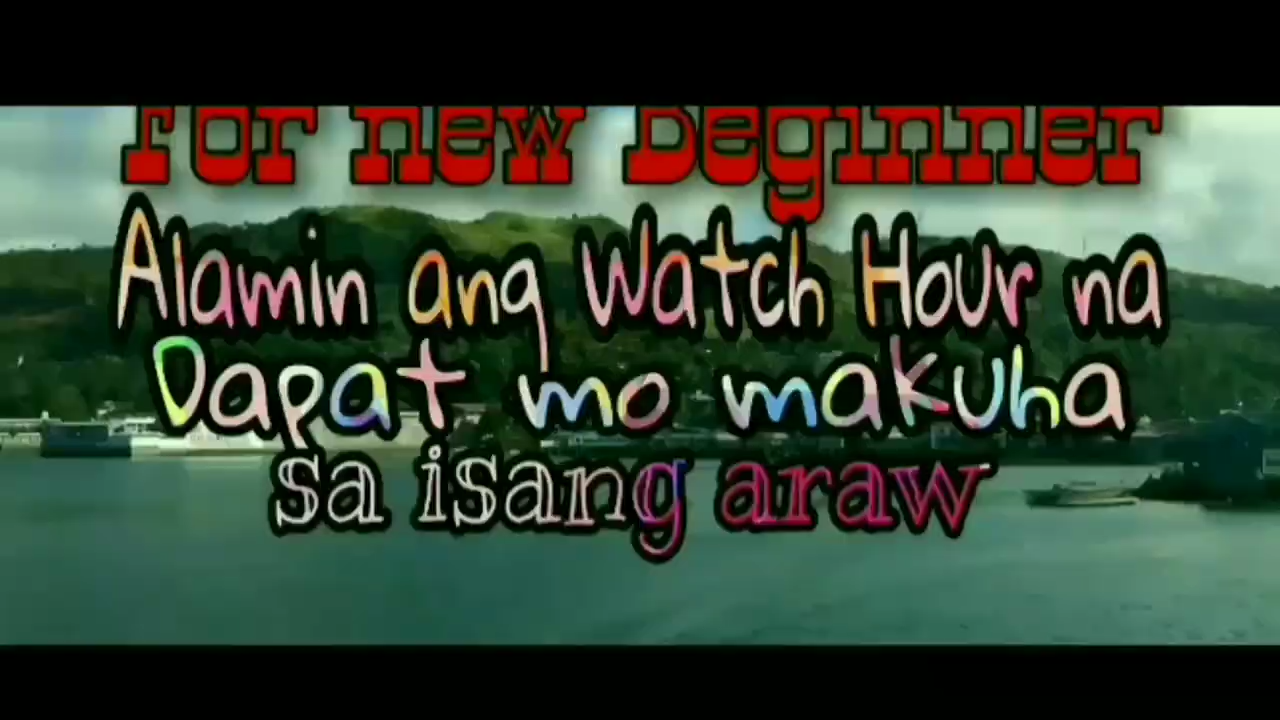 For new Beginner
Alamin ang Watch Hour na
Dapat mo makuha
sa isang araw